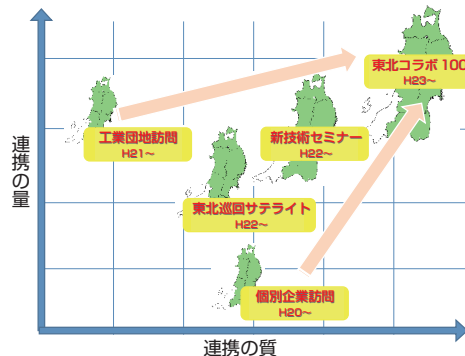 東北コラボ 100
H23～
工業団地訪問
H21～
新技術セミナー
H22～
東北巡回サテライト
H22～
個別企業訪問
H20～
連携の量
連携の質